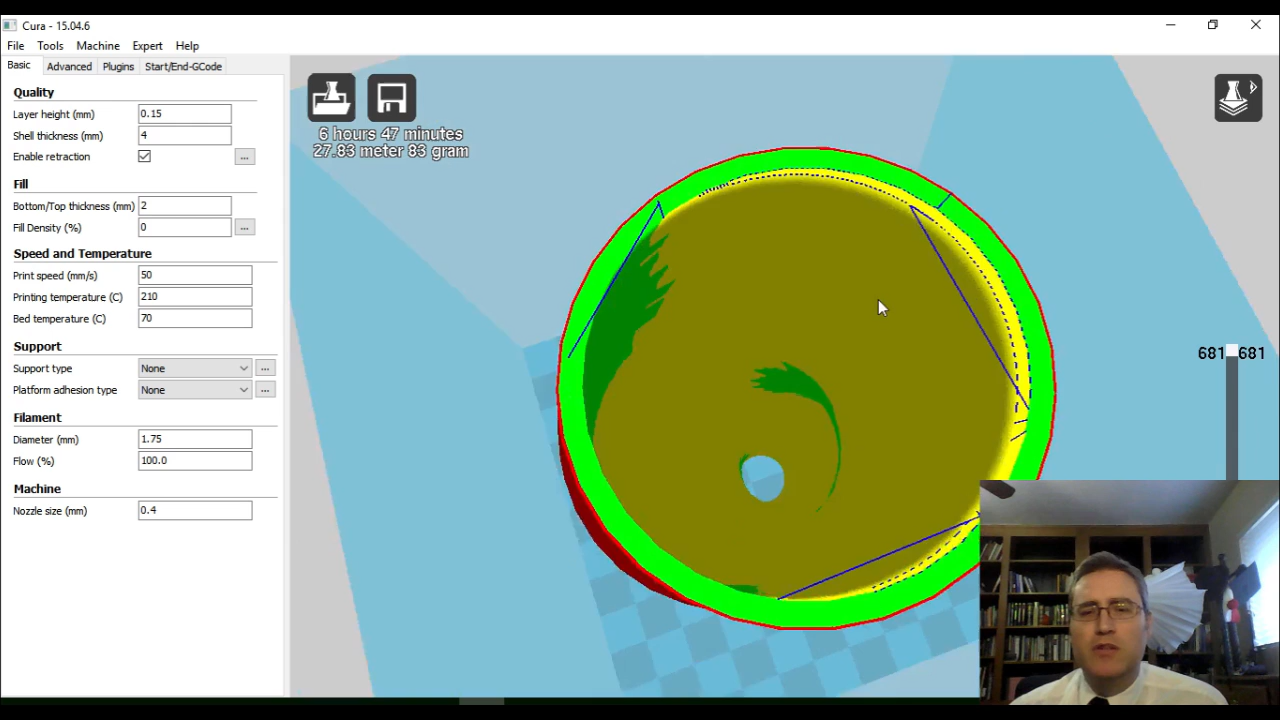 Cura - 15.04.6
File Tools Machine Expert Help
Basic Advanced Plugins Start/End-GCode
Quality
Layer height (mm) 0.15
Shell thickness (mm) 4
Enable retraction ...
Fill
Bottom/Top thickness (mm) 2
Fill Density (%) 0 ...
Speed and Temperature
Print speed (mm/s) 50
Printing temperature (C) 210
Bed temperature (C) 70
Support
Support type None ...
Platform adhesion type None ...
Filament
Diameter (mm) 1.75
Flow (%) 100.0
Machine
Nozzle size (mm) 0.4
6 hours 47 minutes
27.83 meter 83 gram
681 681